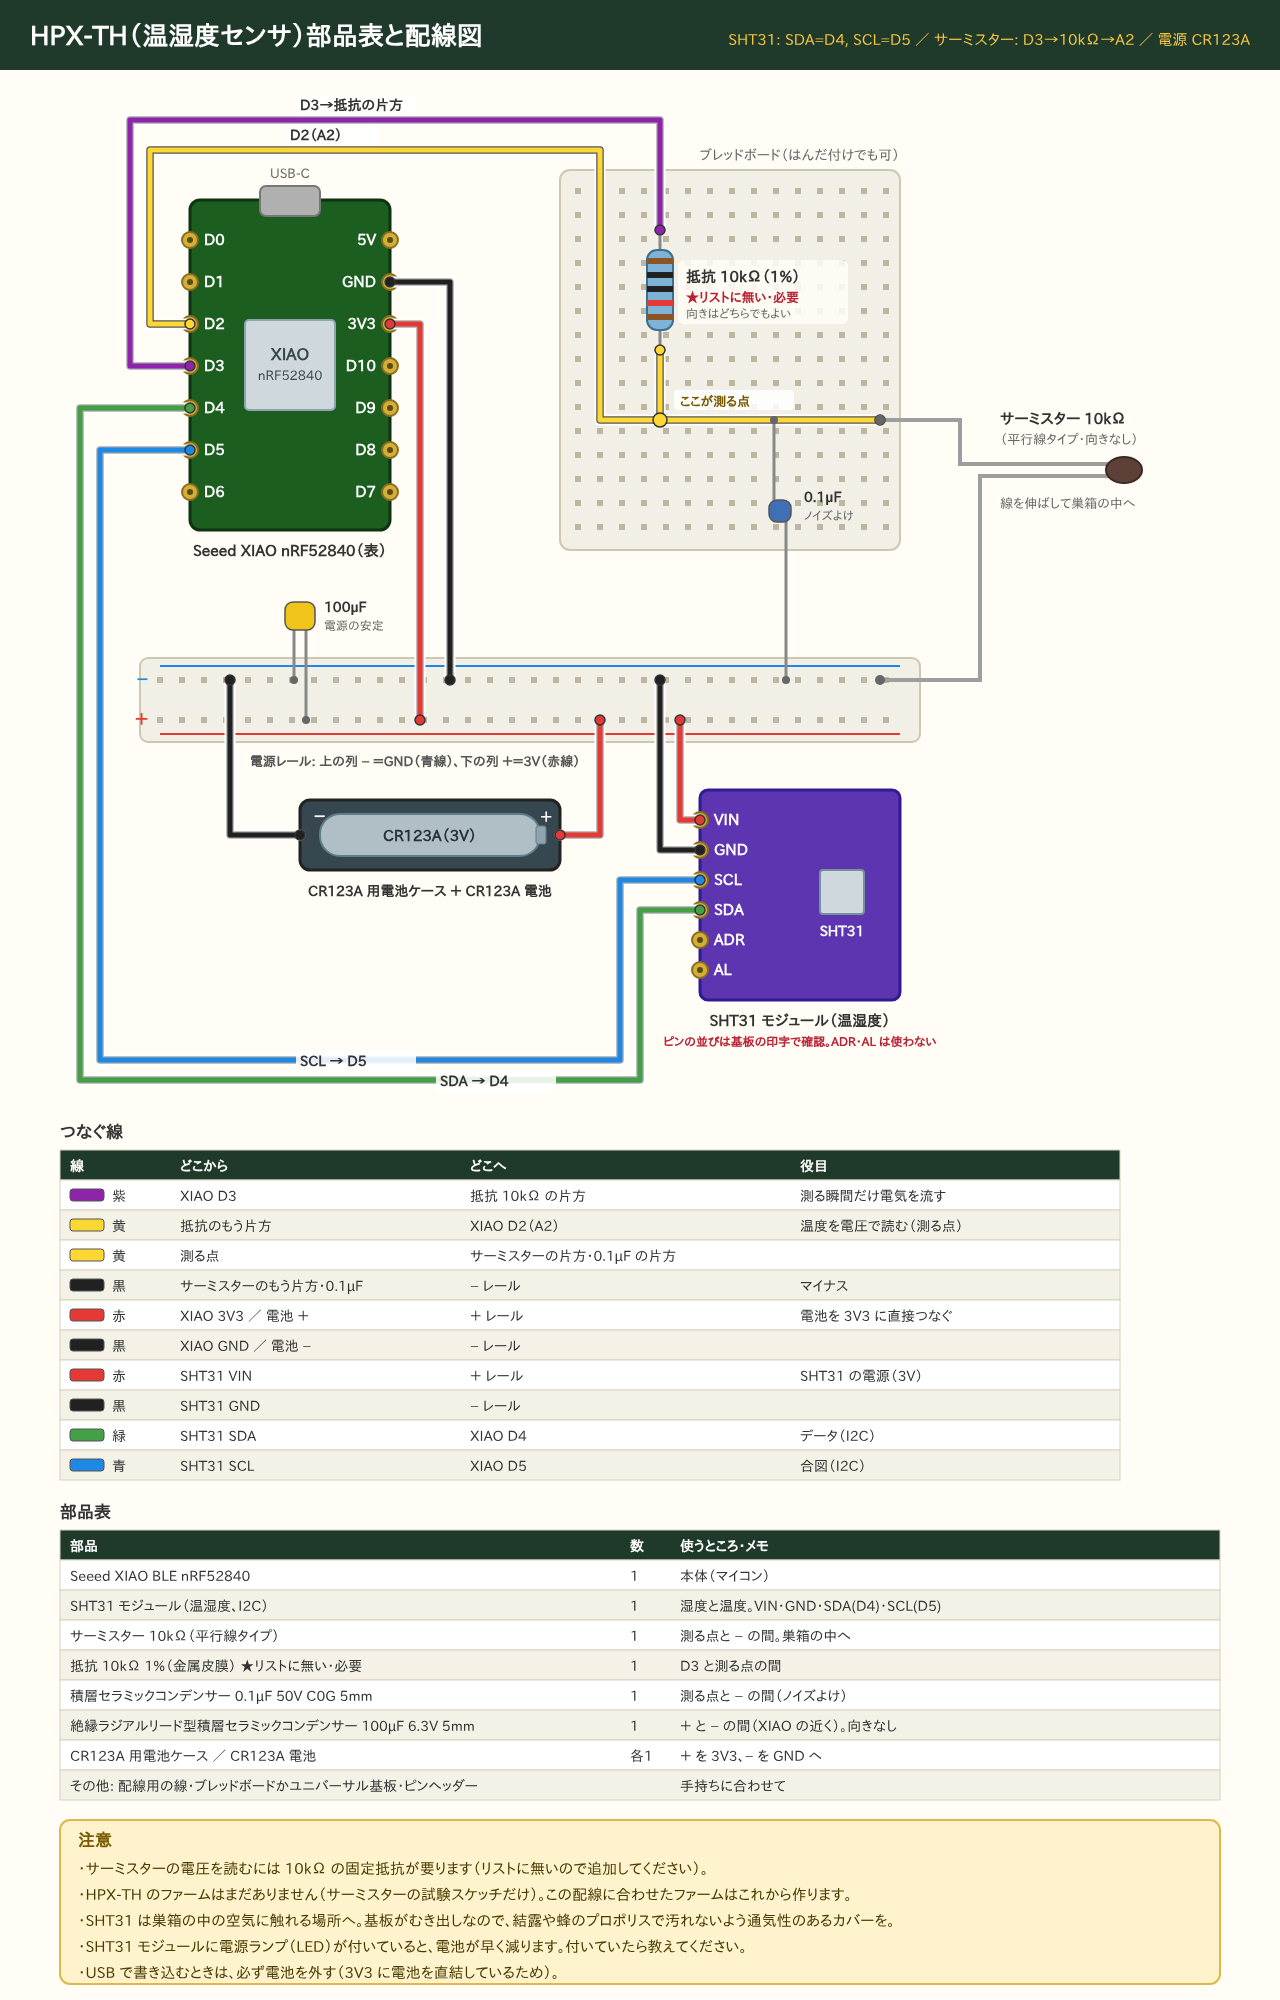 HPX-TH（温湿度センサ）部品表と配線図
SHT31: SDA=D4, SCL=D5 ／ サーミスター: D3→10kΩ→A2 ／ 電源 CR123A
D3→抵抗の片方
D2（A2）
USB-C
ブレッドボード（はんだ付けでも可）
D0 5V
D1 GND
D2 3V3
D3 D10
D4 D9
D5 D8
D6 D7
XIAO
nRF52840
Seeed XIAO nRF52840（表）
抵抗 10kΩ（1%）
★リストに無い・必要
向きはどちらでもよい
ここが測る点
サーミスター 10kΩ
（平行線タイプ・向きなし）
線を伸ばして巣箱の中へ
0.1µF
ノイズよけ
100µF
電源の安定
−
+
電源レール: 上の列 − ＝GND（青線）、下の列 ＋＝3V（赤線）
− +
CR123A（3V）
CR123A 用電池ケース ＋ CR123A 電池
VIN
GND
SCL
SDA
ADR
AL
SHT31
SHT31 モジュール（温湿度）
ピンの並びは基板の印字で確認。ADR・AL は使わない
SCL → D5
SDA → D4
つなぐ線
線 どこから どこへ 役目
紫 XIAO D3 抵抗 10kΩ の片方 測る瞬間だけ電気を流す
黄 抵抗のもう片方 XIAO D2（A2） 温度を電圧で読む（測る点）
黄 測る点 サーミスターの片方・0.1µF の片方
黒 サーミスターのもう片方・0.1µF − レール マイナス
赤 XIAO 3V3 ／ 電池 ＋ ＋ レール 電池を 3V3 に直接つなぐ
黒 XIAO GND ／ 電池 − − レール
赤 SHT31 VIN ＋ レール SHT31 の電源（3V）
黒 SHT31 GND − レール
緑 SHT31 SDA XIAO D4 データ（I2C）
青 SHT31 SCL XIAO D5 合図（I2C）
部品表
部品 数 使うところ・メモ
Seeed XIAO BLE nRF52840 1 本体（マイコン）
SHT31 モジュール（温湿度、I2C） 1 湿度と温度。VIN・GND・SDA(D4)・SCL(D5)
サーミスター 10kΩ（平行線タイプ） 1 測る点と − の間。巣箱の中へ
抵抗 10kΩ 1%（金属皮膜） ★リストに無い・必要 1 D3 と測る点の間
積層セラミックコンデンサー 0.1µF 50V C0G 5mm 1 測る点と − の間（ノイズよけ）
絶縁ラジアルリード型積層セラミックコンデンサー 100µF 6.3V 5mm 1 ＋ と − の間（XIAO の近く）。向きなし
CR123A 用電池ケース ／ CR123A 電池 各1 ＋ を 3V3、− を GND へ
その他: 配線用の線・ブレッドボードかユニバーサル基板・ピンヘッダー 手持ちに合わせて
注意
・サーミスターの電圧を読むには 10kΩ の固定抵抗が要ります（リストに無いので追加してください）。
・HPX-TH のファームはまだありません（サーミスターの試験スケッチだけ）。この配線に合わせたファームはこれから作ります。
・SHT31 は巣箱の中の空気に触れる場所へ。基板がむき出しなので、結露や蜂のプロポリスで汚れないよう通気性のあるカバーを。
・SHT31 モジュールに電源ランプ（LED）が付いていると、電池が早く減ります。付いていたら教えてください。
・USB で書き込むときは、必ず電池を外す（3V3 に電池を直結しているため）。